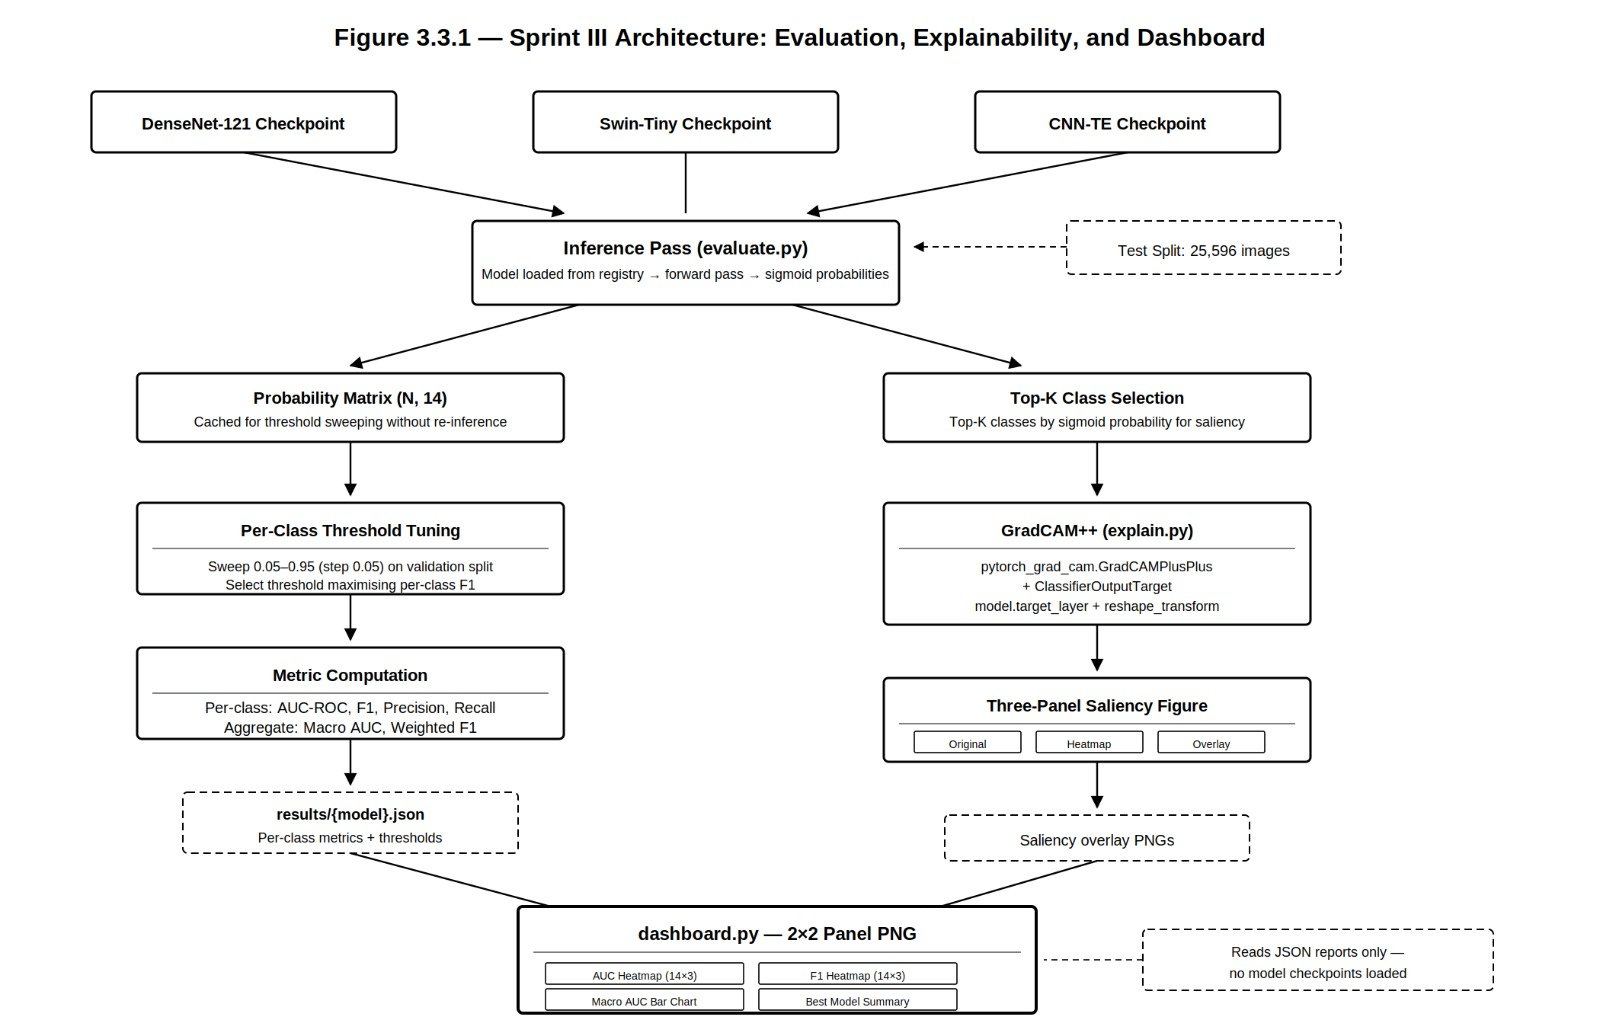 Figure 3.3.1 — Sprint III Architecture: Evaluation, Explainability, and Dashboard
DenseNet-121 Checkpoint
Swin-Tiny Checkpoint
CNN-TE Checkpoint
Inference Pass (evaluate.py)
Model loaded from registry → forward pass → sigmoid probabilities
Test Split: 25,596 images
Probability Matrix (N, 14)
Cached for threshold sweeping without re-inference
Top-K Class Selection
Top-K classes by sigmoid probability for saliency
Per-Class Threshold Tuning
Sweep 0.05–0.95 (step 0.05) on validation split
Select threshold maximising per-class F1
GradCAM++ (explain.py)
pytorch_grad_cam.GradCAMPlusPlus
+ ClassifierOutputTarget
model.target_layer + reshape_transform
Metric Computation
Per-class: AUC-ROC, F1, Precision, Recall
Aggregate: Macro AUC, Weighted F1
Three-Panel Saliency Figure
Original
Heatmap
Overlay
results/{model}.json
Per-class metrics + thresholds
Saliency overlay PNGs
dashboard.py — 2×2 Panel PNG
AUC Heatmap (14×3)
F1 Heatmap (14×3)
Macro AUC Bar Chart
Best Model Summary
Reads JSON reports only —
no model checkpoints loaded